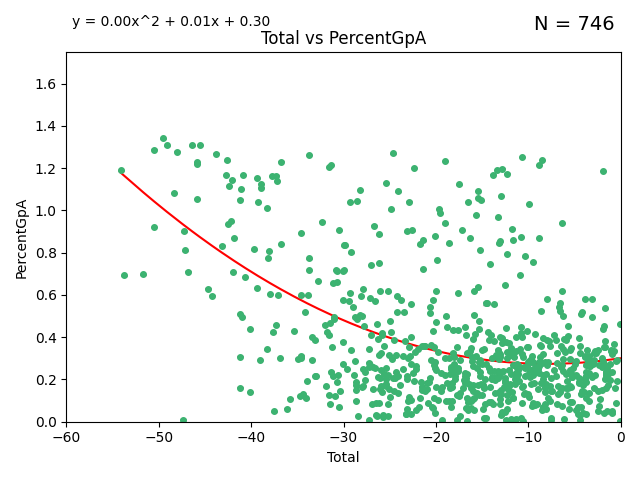 y = 0.00x^2 + 0.01x + 0.30
N = 746
Total vs PercentGpA
PercentGpA
1.6
1.4
1.2
1.0
0.8
0.6
0.4
0.2
0.0
−60 −50 −40 −30 −20 −10 0
Total